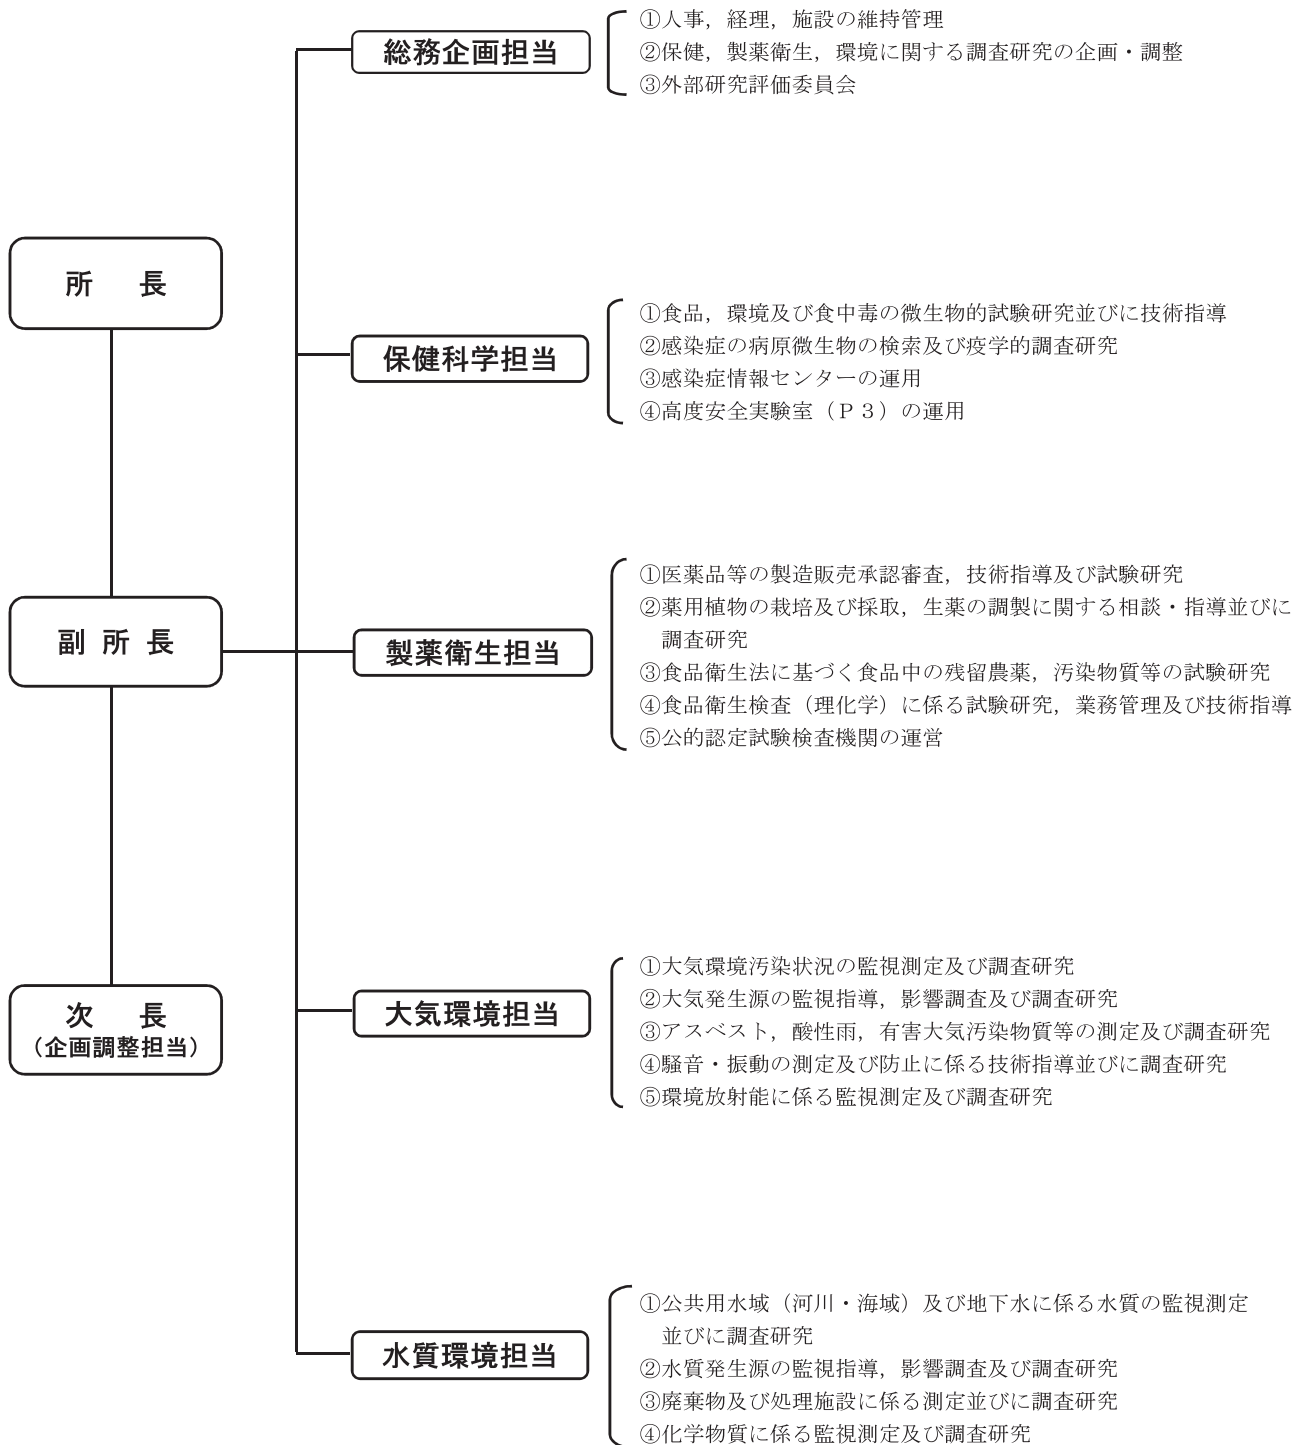 所　長
副所長
次　長
（企画調整担当）
総務企画担当
①人事，経理，施設の維持管理
②保健，製薬衛生，環境に関する調査研究の企画・調整
③外部研究評価委員会
保健科学担当
①食品，環境及び食中毒の微生物的試験研究並びに技術指導
②感染症の病原微生物の検索及び疫学的調査研究
③感染症情報センターの運用
④高度安全実験室（Ｐ３）の運用
製薬衛生担当
①医薬品等の製造販売承認審査，技術指導及び試験研究
②薬用植物の栽培及び採取，生薬の調製に関する相談・指導並びに
調査研究
③食品衛生法に基づく食品中の残留農薬，汚染物質等の試験研究
④食品衛生検査（理化学）に係る試験研究，業務管理及び技術指導
⑤公的認定試験検査機関の運営
大気環境担当
①大気環境汚染状況の監視測定及び調査研究
②大気発生源の監視指導，影響調査及び調査研究
③アスベスト，酸性雨，有害大気汚染物質等の測定及び調査研究
④騒音・振動の測定及び防止に係る技術指導並びに調査研究
⑤環境放射能に係る監視測定及び調査研究
水質環境担当
①公共用水域（河川・海域）及び地下水に係る水質の監視測定
並びに調査研究
②水質発生源の監視指導，影響調査及び調査研究
③廃棄物及び処理施設に係る測定並びに調査研究
④化学物質に係る監視測定及び調査研究